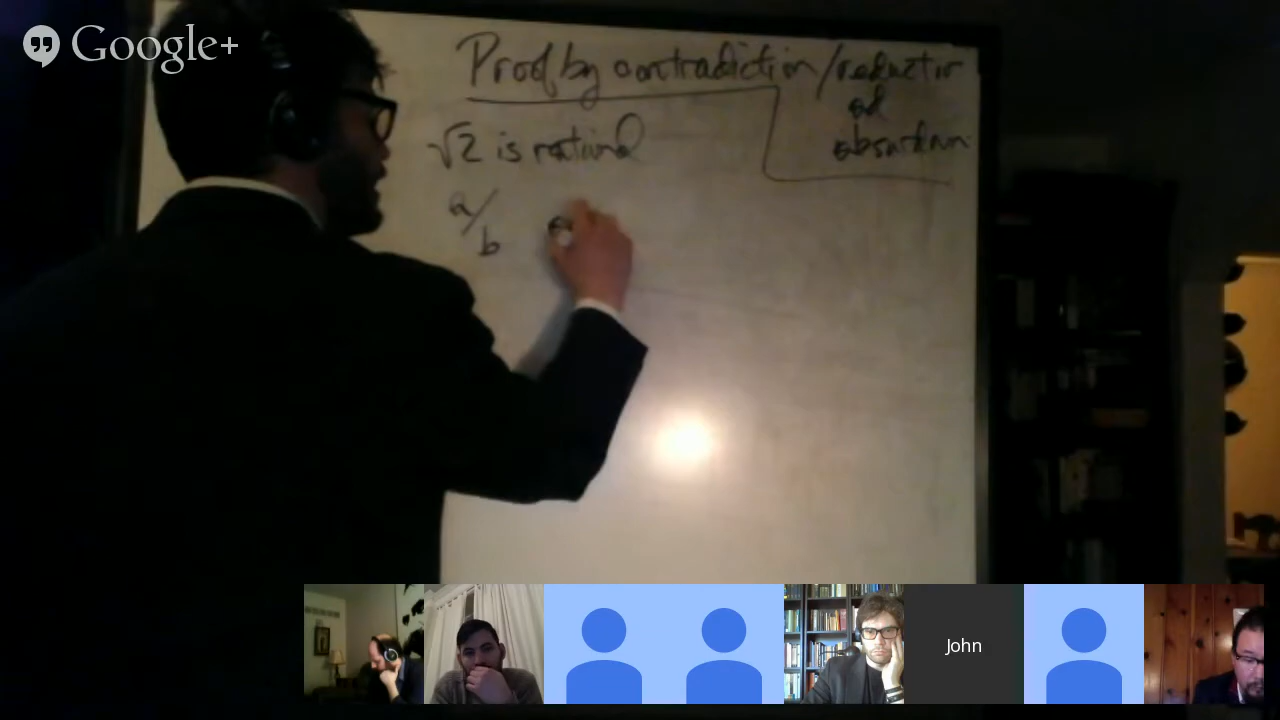 Google+
Proof by contradiction/reductio
ad
absurdum
√2 is rational
a/b
John